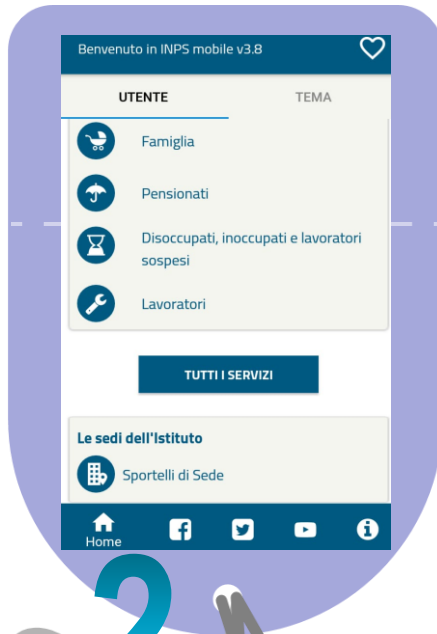 Benvenuto in INPS mobile v3.8
UTENTE TEMA
Famiglia
Pensionati
Disoccupati, inoccupati e lavoratori
sospesi
Lavoratori
TUTTI I SERVIZI
Le sedi dell'Istituto
Sportelli di Sede
Home
2